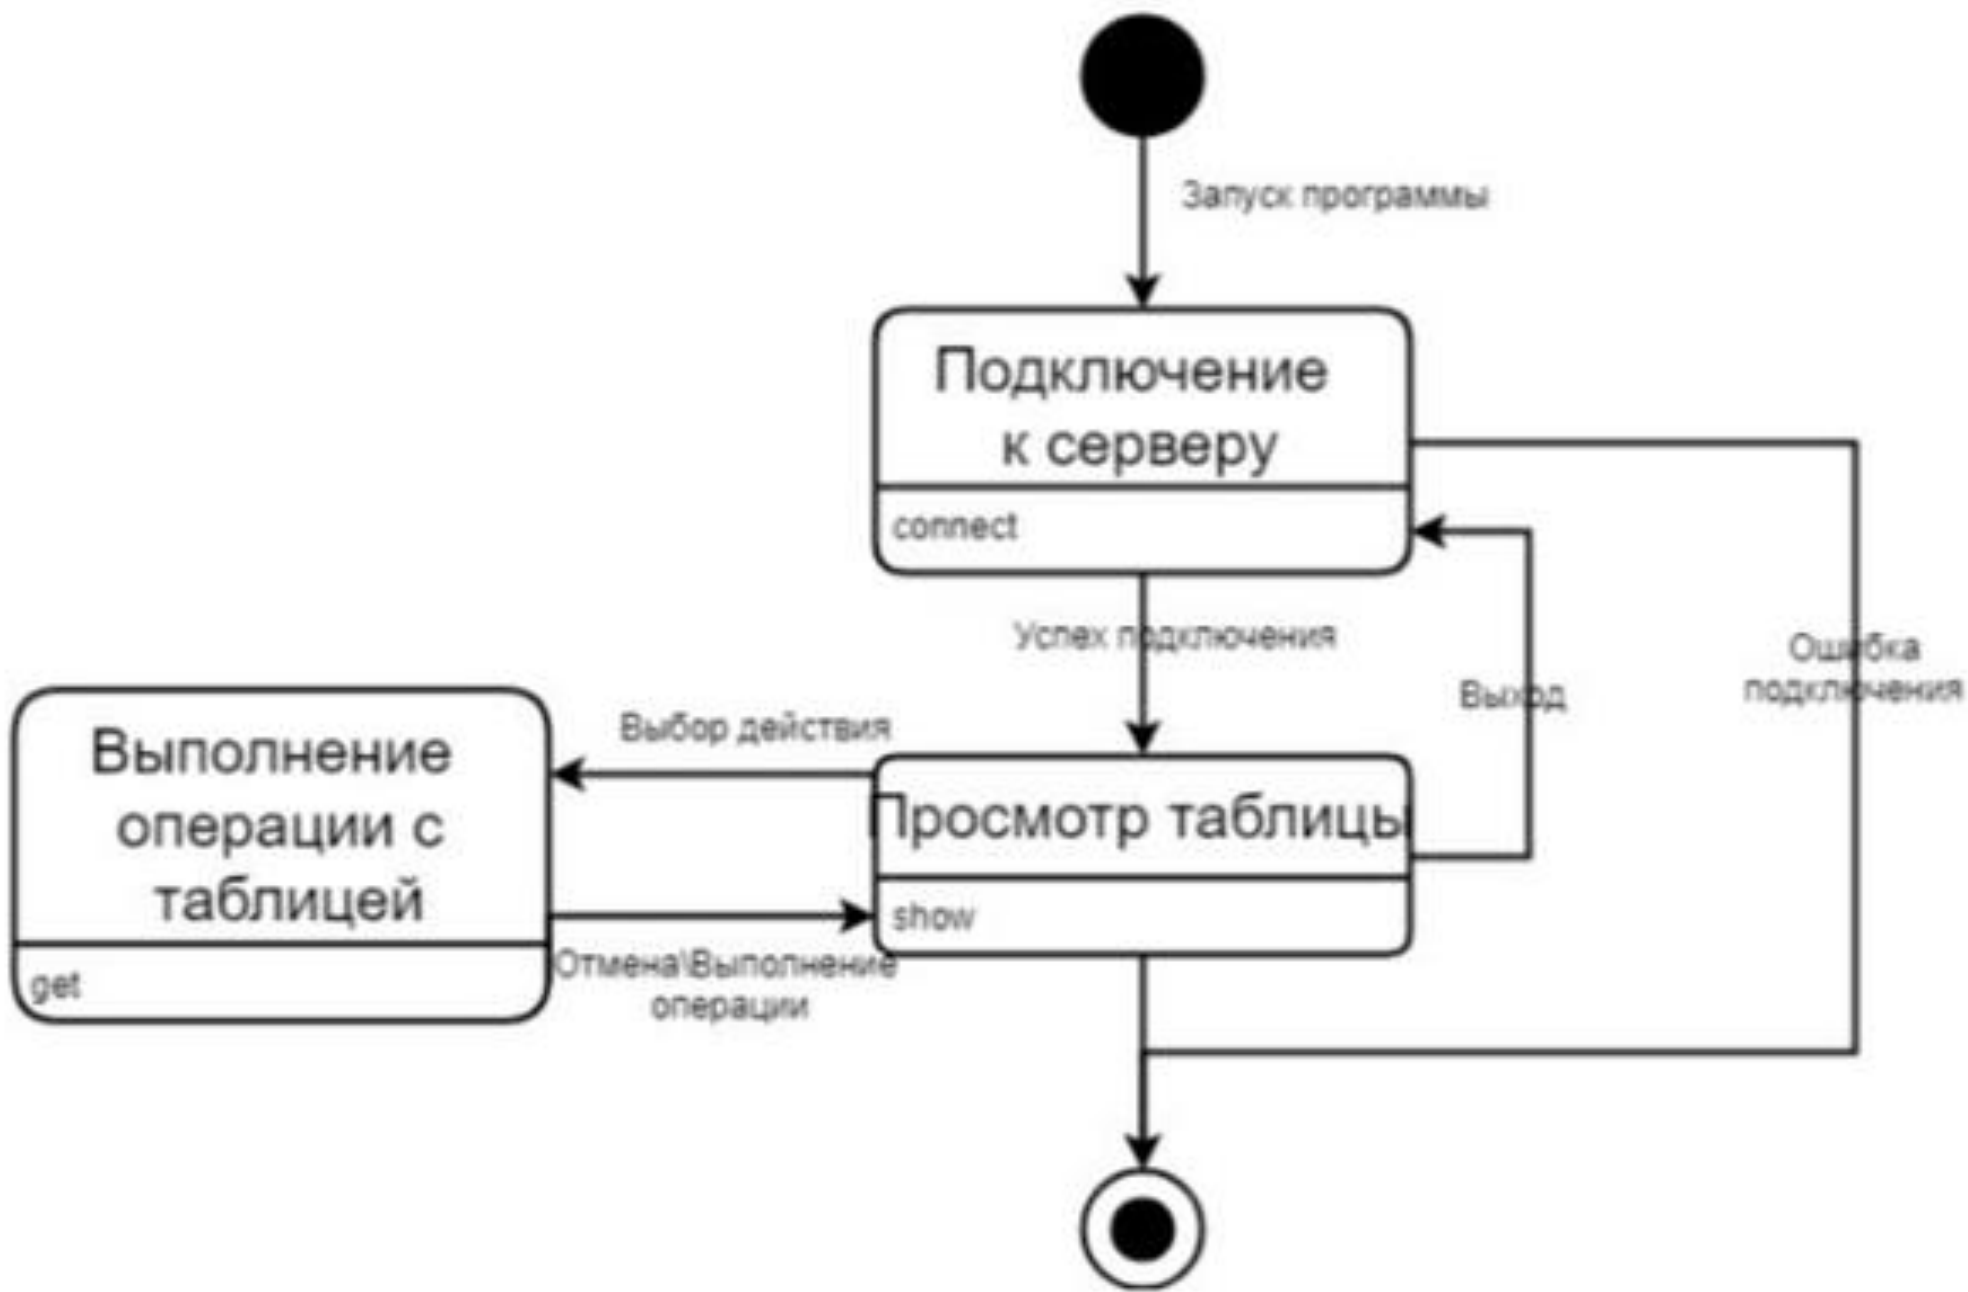 Запуск программы
Подключение
к серверу
connect
Успех подключения
Выход
Ошибка
подключения
Выбор действия
Выполнение
операции с
таблицей
get
Просмотр таблицы
show
Отмена\Выполнение
операции